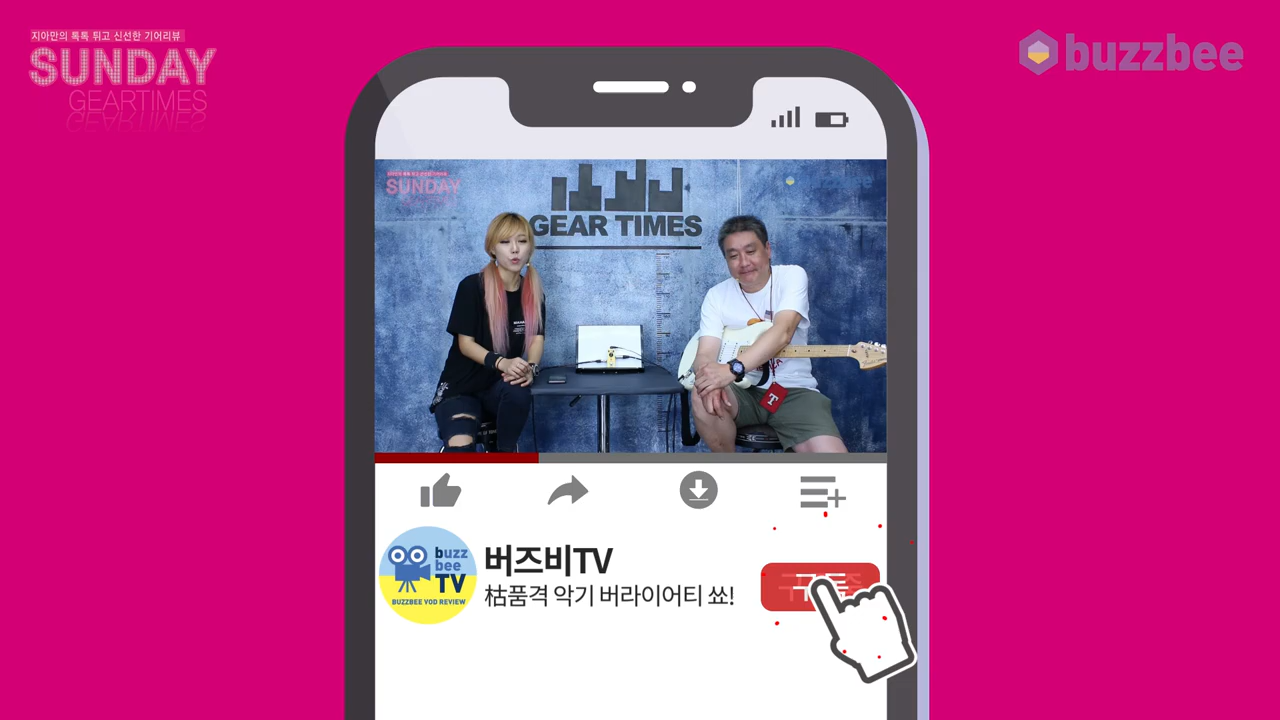 지아만의 톡톡 튀고 신선한 기어리뷰
SUNDAY
GEARTIMES
buzzbee
SUNDAY
buzzbee
GEAR TIMES
T
buzz
bee
TV
BUZZBEE VOD REVIEW
버즈비TV
枯품격 악기 버라이어티 쑈!